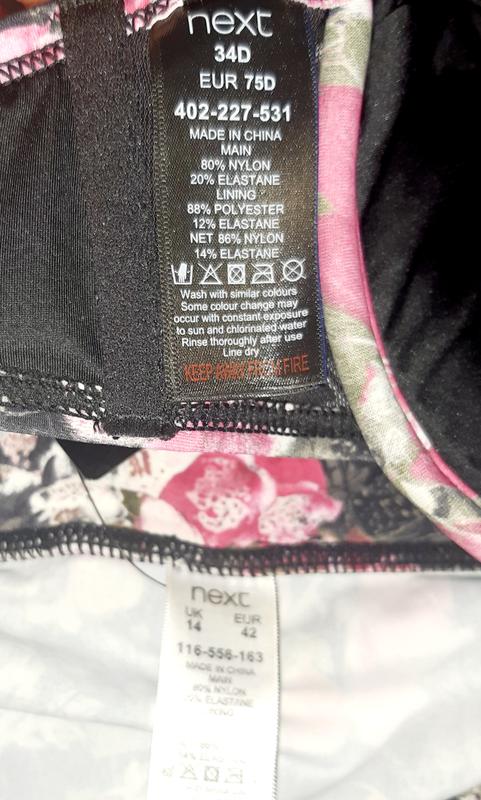 next
34D
EUR 75D
402-227-531
MADE IN CHINA
MAIN
80% NYLON
20% ELASTANE
LINING
88% POLYESTER
12% ELASTANE
NET 86% NYLON
14% ELASTANE
Wash with similar colours
Some colour change may
occur with constant exposure
to sun and chlorinated water
Rinse thoroughly after use
Line dry
KEEP AWAY FROM FIRE
next
UK EUR
14 42
116-556-163
MADE IN CHINA
MAIN
80% NYLON
ELASTANE